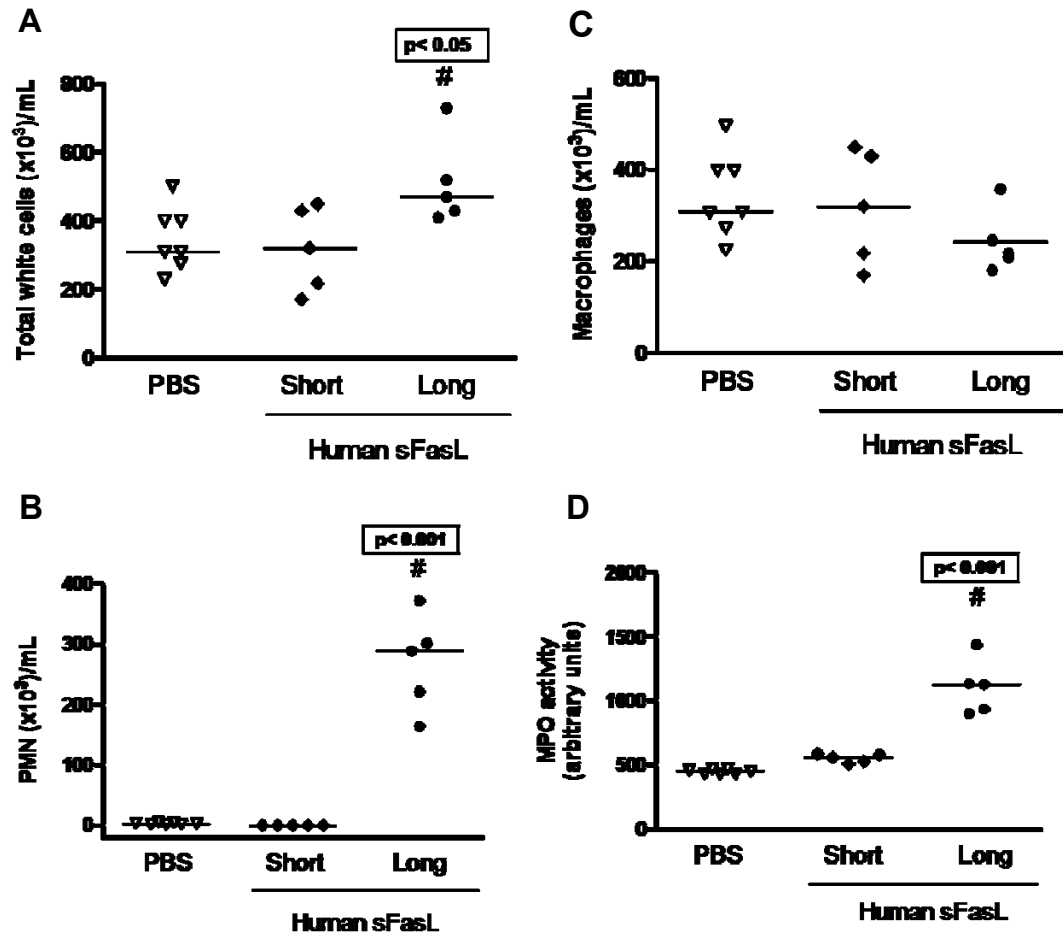 A
p< 0.05
#
Total white cells (x10³)/mL
800
600
400
200
0
PBS
Short
Long
Human sFasL
C
Macrophages (x10³)/mL
600
400
200
0
PBS
Short
Long
Human sFasL
B
p< 0.001
#
PMN (x10³)/mL
400
300
200
100
0
PBS
Short
Long
Human sFasL
D
p< 0.001
#
MPO activity
(arbitrary units)
2000
1500
1000
500
0
PBS
Short
Long
Human sFasL